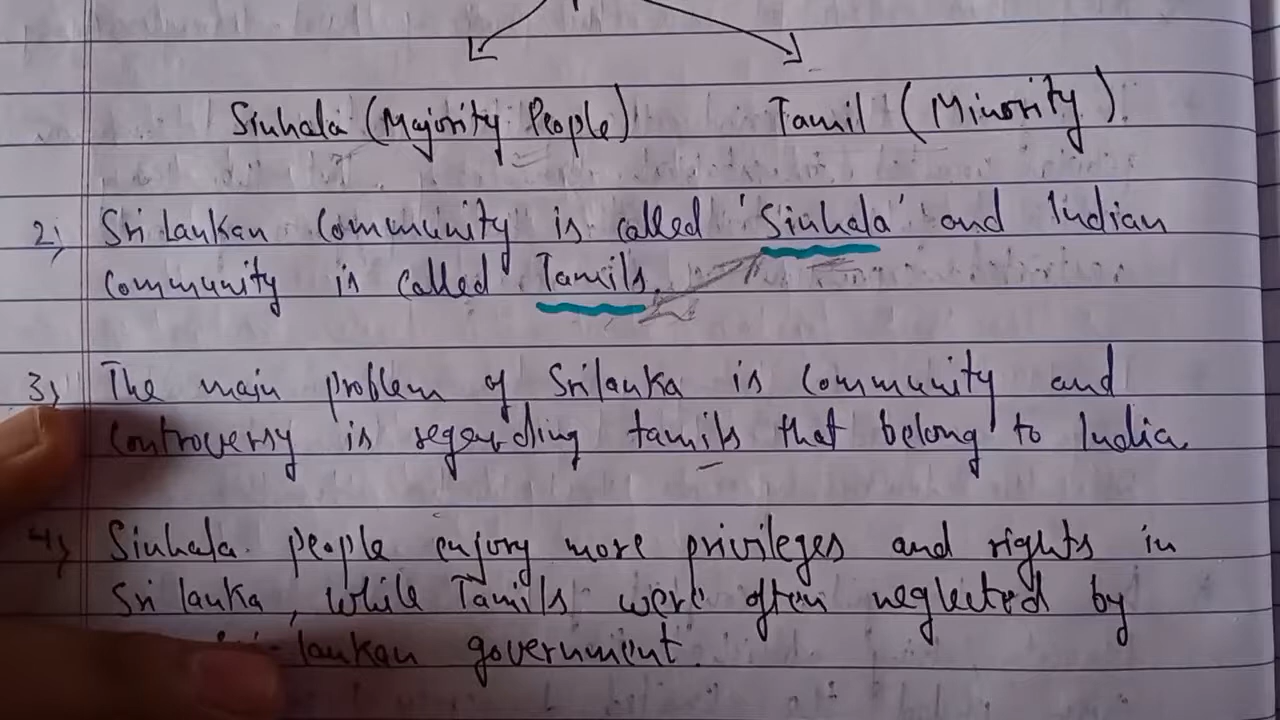 Sinhala (Majority People) Tamil (Minority)
2) Sri Lankan Community is called 'Sinhala' and Indian
Community is called Tamils.
3) The main problem of Srilanka is Community and
Controversy is regarding tamils that belong to India.
4) Sinhala people enjory more privileges and rights in
Sri lanka, while Tamils were often neglected by
lankan government.